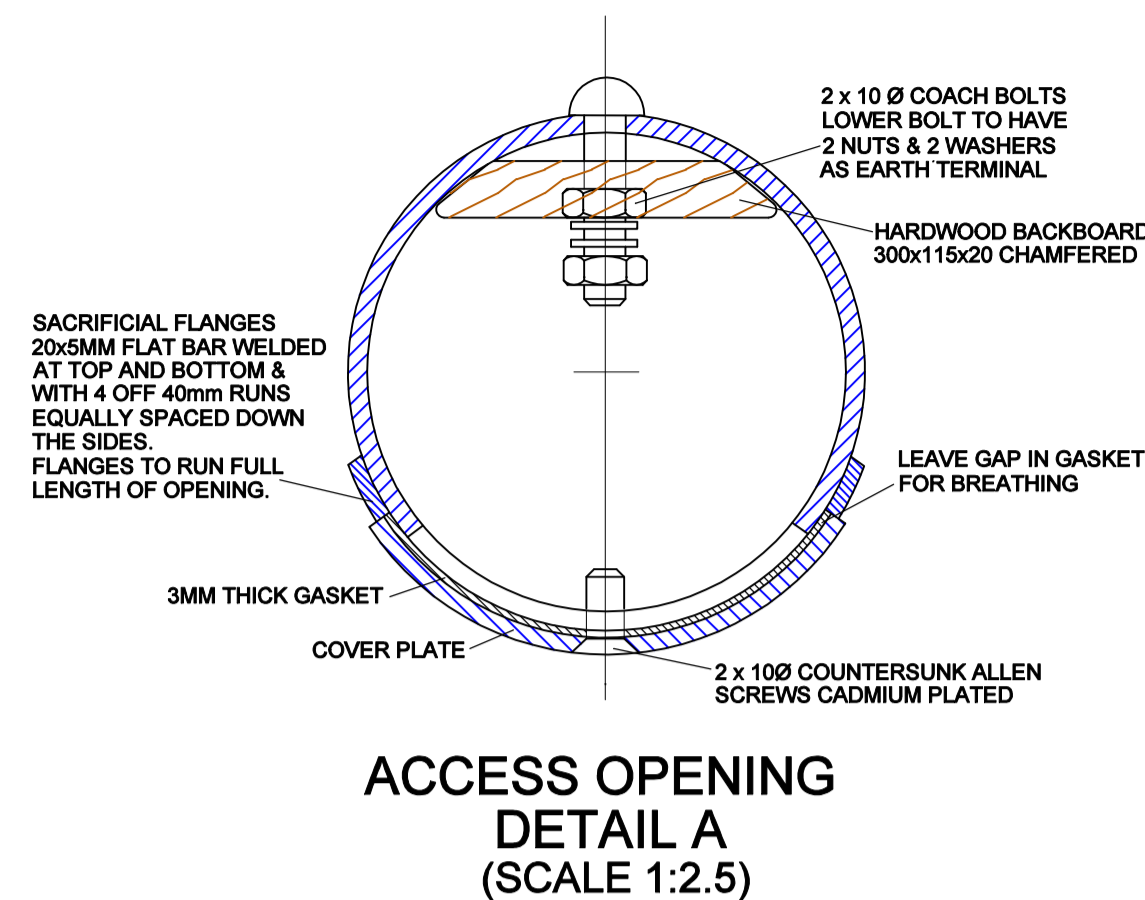 2 x 10 Ø COACH BOLTS
LOWER BOLT TO HAVE
2 NUTS & 2 WASHERS
AS EARTH TERMINAL
HARDWOOD BACKBOARD
300x115x20 CHAMFERED
SACRIFICIAL FLANGES
20x5MM FLAT BAR WELDED
AT TOP AND BOTTOM &
WITH 4 OFF 40mm RUNS
EQUALLY SPACED DOWN
THE SIDES.
FLANGES TO RUN FULL
LENGTH OF OPENING.
LEAVE GAP IN GASKET
FOR BREATHING
3MM THICK GASKET
COVER PLATE
2 x 10Ø COUNTERSUNK ALLEN
SCREWS CADMIUM PLATED
ACCESS OPENING
DETAIL A
(SCALE 1:2.5)